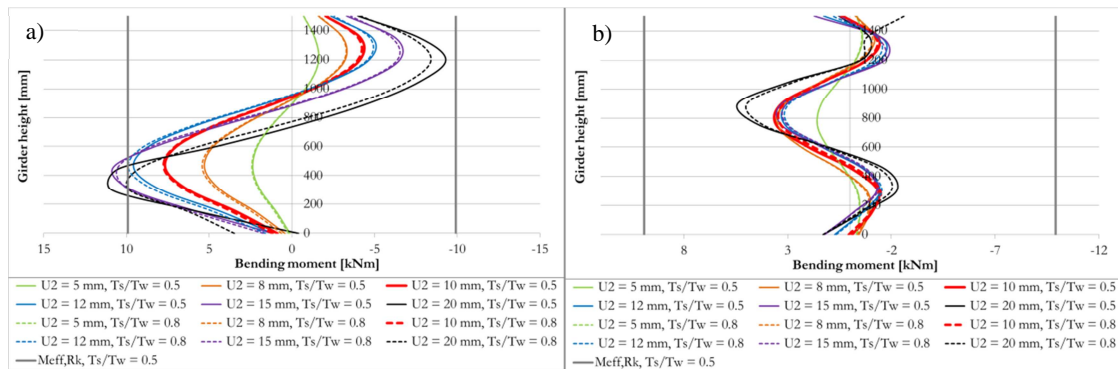 a)
Girder height [mm]
1400
1200
1000
800
600
400
200
0
15 10 5 0 -5 -10 -15
Bending moment [kNm]
U2 = 5 mm, Ts/Tw = 0.5 U2 = 8 mm, Ts/Tw = 0.5 U2 = 10 mm, Ts/Tw = 0.5
U2 = 12 mm, Ts/Tw = 0.5 U2 = 15 mm, Ts/Tw = 0.5 U2 = 20 mm, Ts/Tw = 0.5
U2 = 5 mm, Ts/Tw = 0.8 U2 = 8 mm, Ts/Tw = 0.8 U2 = 10 mm, Ts/Tw = 0.8
U2 = 12 mm, Ts/Tw = 0.8 U2 = 15 mm, Ts/Tw = 0.8 U2 = 20 mm, Ts/Tw = 0.8
Meff,Rk, Ts/Tw = 0.5
b)
Girder height [mm]
1400
1200
1000
800
600
400
200
0
8 3 -2 -7 -12
Bending moment [kNm]
U2 = 5 mm, Ts/Tw = 0.5 U2 = 8 mm, Ts/Tw = 0.5 U2 = 10 mm, Ts/Tw = 0.5
U2 = 12 mm, Ts/Tw = 0.5 U2 = 15 mm, Ts/Tw = 0.5 U2 = 20 mm, Ts/Tw = 0.5
U2 = 5 mm, Ts/Tw = 0.8 U2 = 8 mm, Ts/Tw = 0.8 U2 = 10 mm, Ts/Tw = 0.8
U2 = 12 mm, Ts/Tw = 0.8 U2 = 15 mm, Ts/Tw = 0.8 U2 = 20 mm, Ts/Tw = 0.8
Meff,Rk, Ts/Tw = 0.5